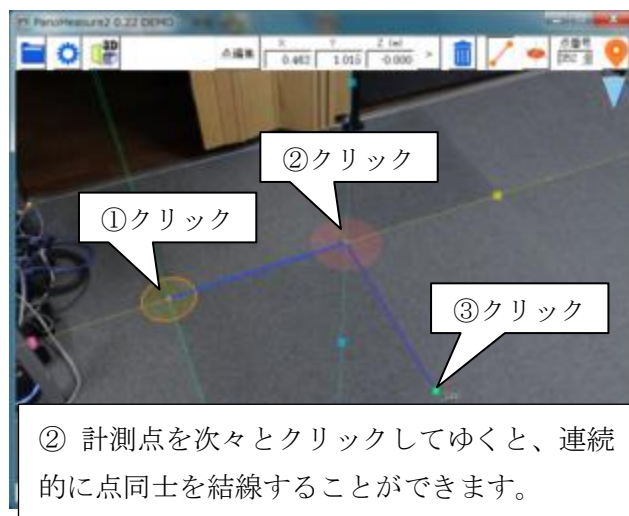 PanoMeasure2 0.22 DEMO
3D
点編集
X
Y
Z (m)
0.462
1.015
-0.000
>
点番号
②クリック
①クリック
③クリック
② 計測点を次々とクリックしてゆくと、連続
的に点同士を結線することができます。